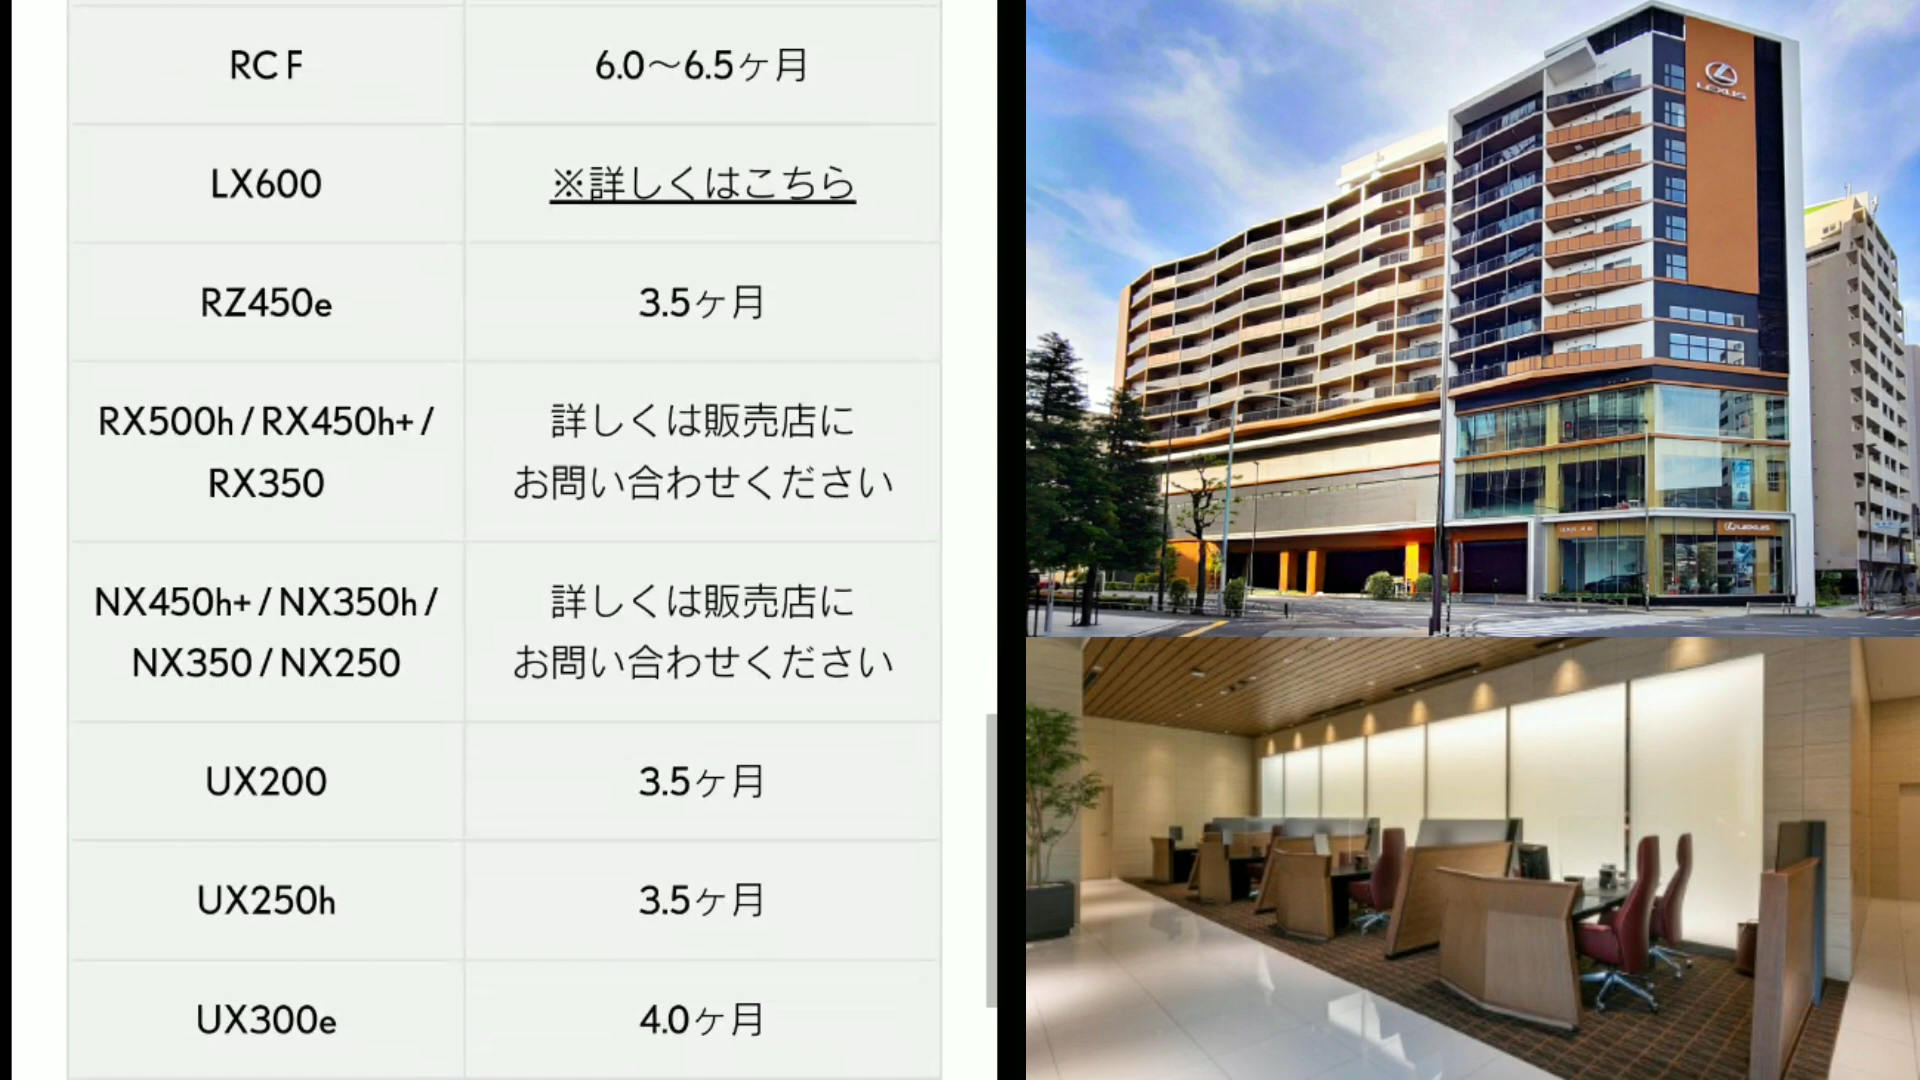 RC F
6.0〜6.5ヶ月
LX600
※詳しくはこちら
RZ450e
3.5ヶ月
RX500h / RX450h+ /
RX350
詳しくは販売店に
お問い合わせください
NX450h+ / NX350h /
NX350 / NX250
詳しくは販売店に
お問い合わせください
UX200
3.5ヶ月
UX250h
3.5ヶ月
UX300e
4.0ヶ月
LEXUS
LEXUS